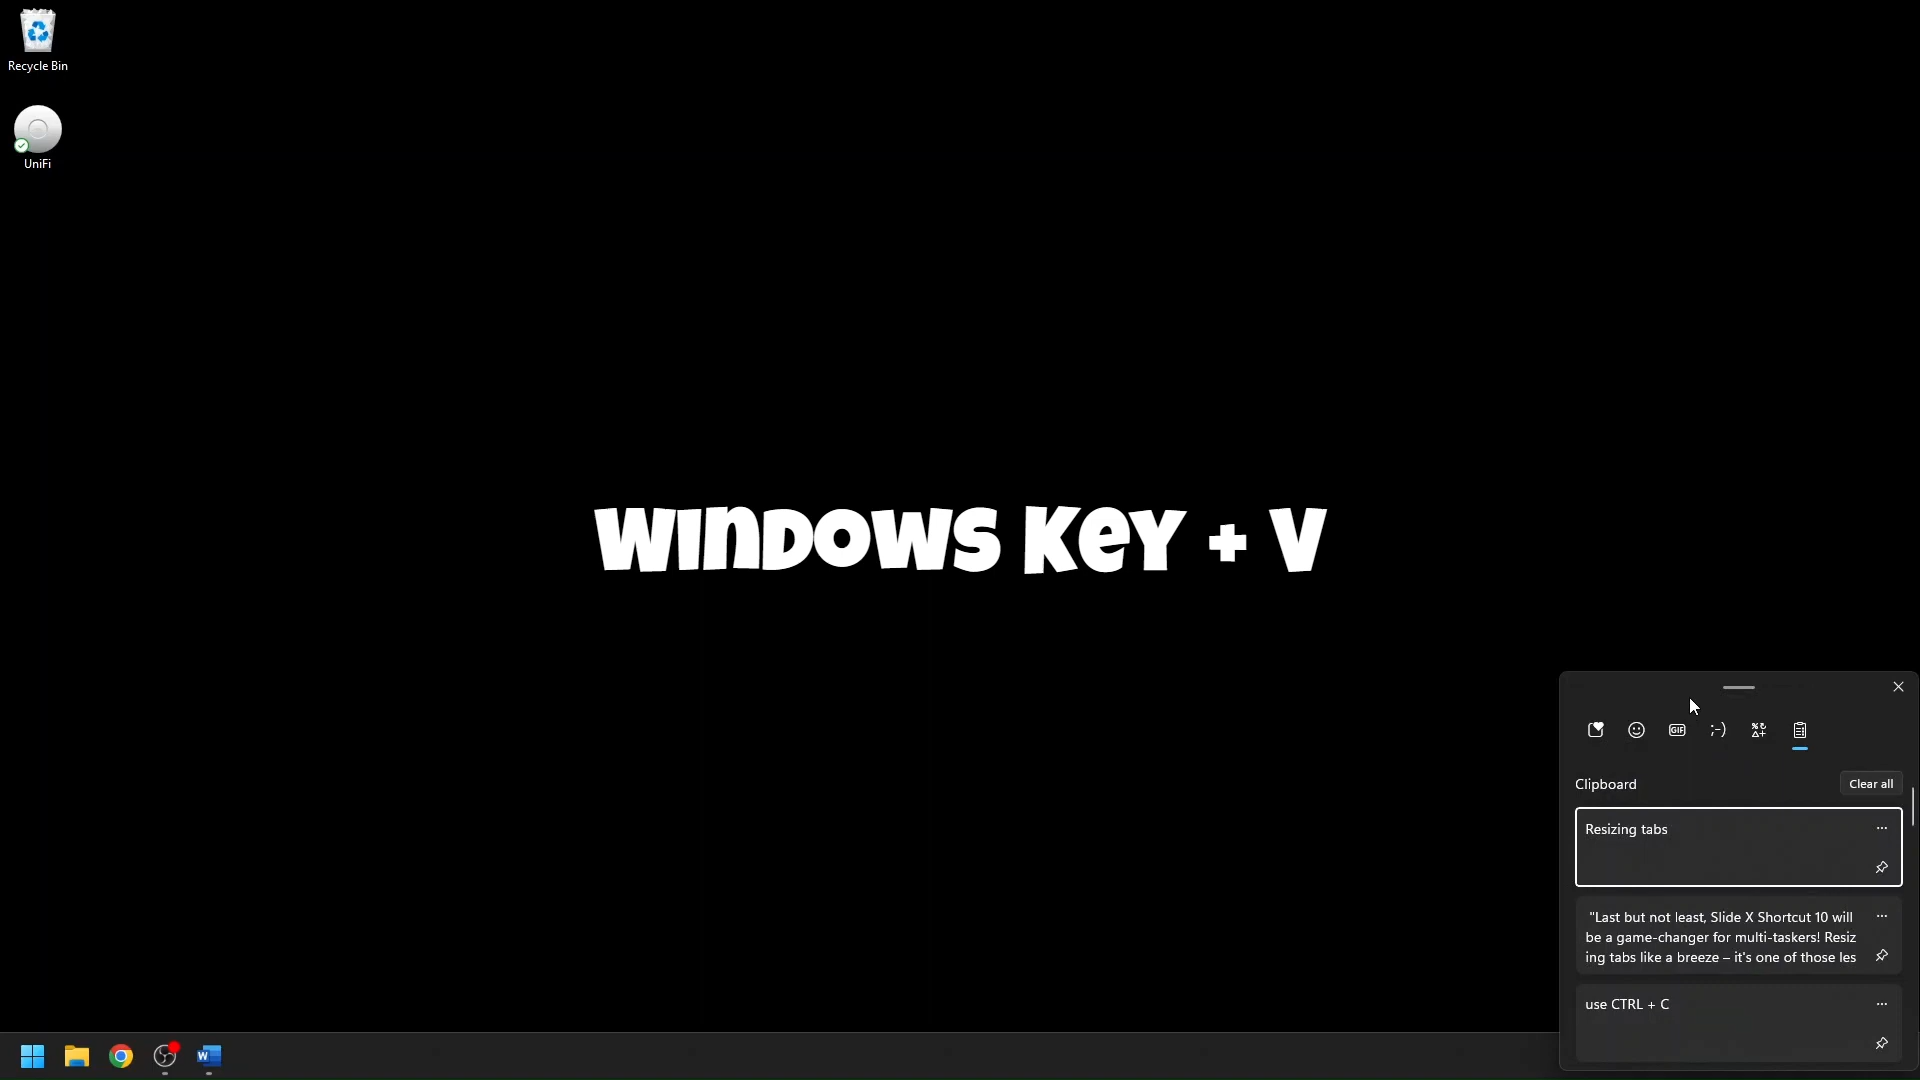 Recycle Bin
UniFi
WINDOWS KEY + V
GIF
;-)
Clipboard
Clear all
Resizing tabs
"Last but not least, Slide X Shortcut 10 will
be a game-changer for multi-taskers! Resiz
ing tabs like a breeze – it's one of those les
use CTRL + C
W